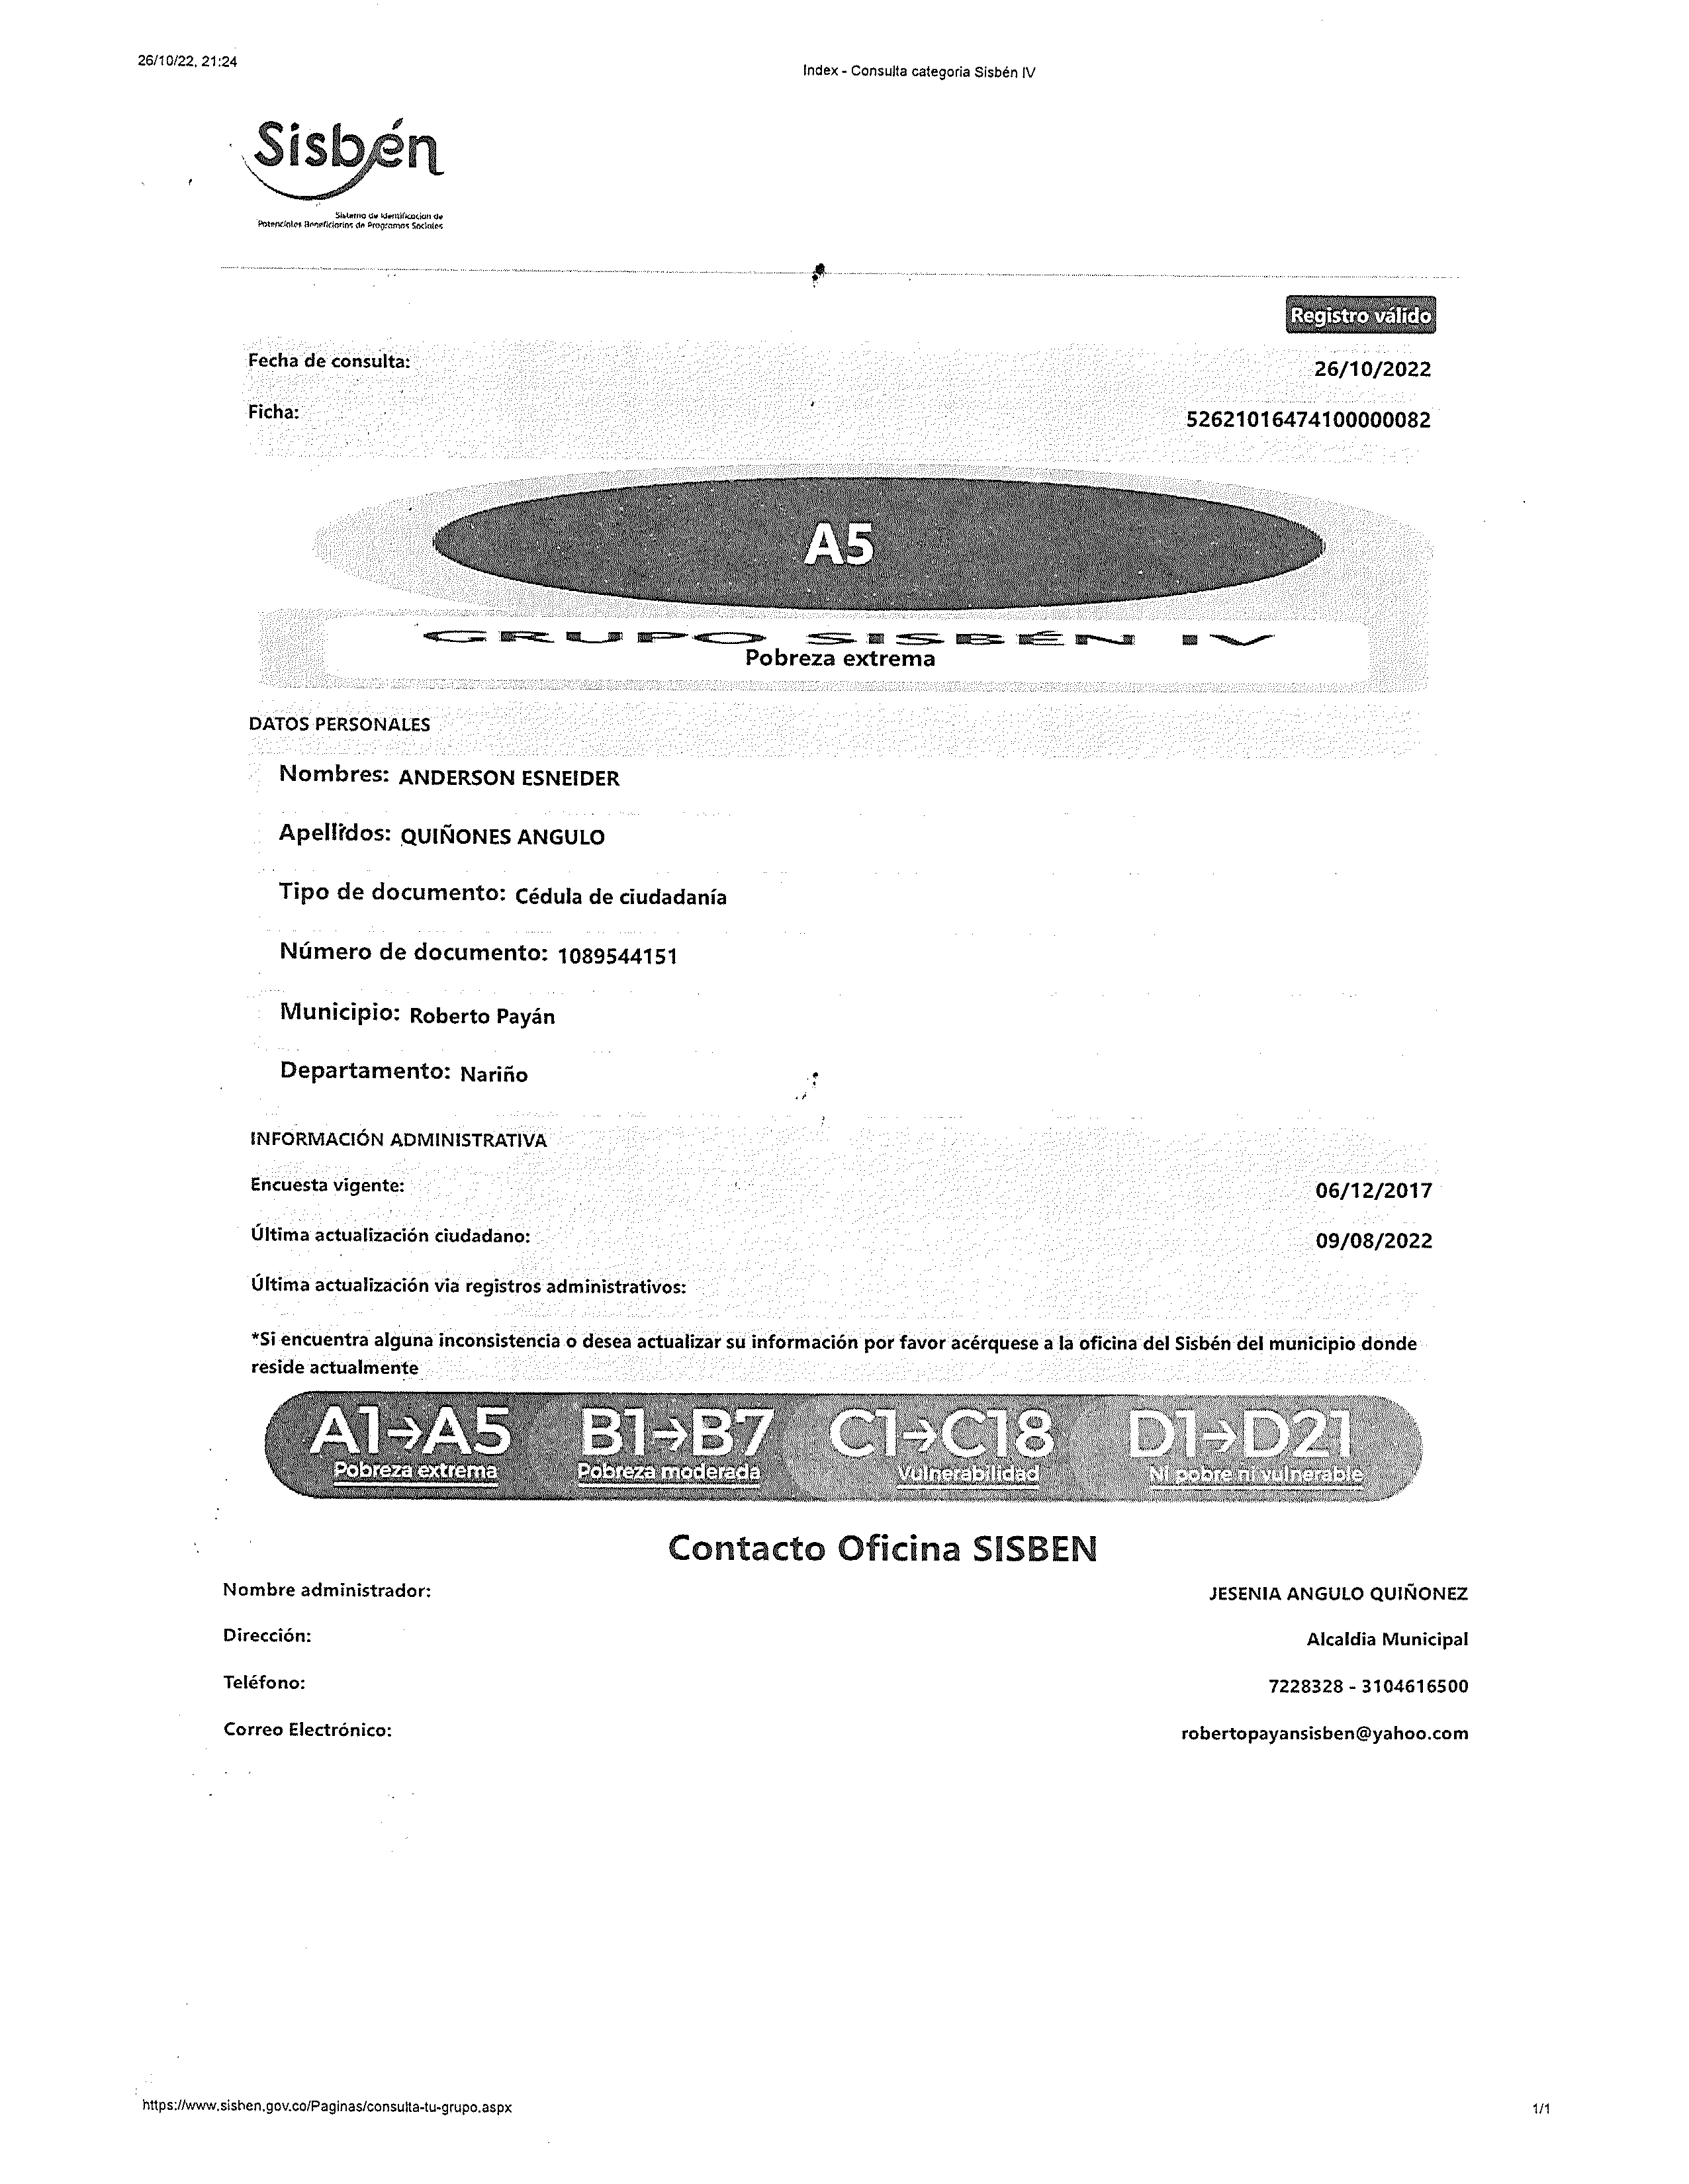 26/10/22, 21:24
Index - Consulta categoria Sisbén IV
Sisbén
Sistema de Identificacion de
Potenciales Beneficiarios de Programas Sociales
Registro válido
Fecha de consulta:
26/10/2022
Ficha:
52621016474100000082
A5
GRUPO SISBÉN IV
Pobreza extrema
DATOS PERSONALES
Nombres: ANDERSON ESNEIDER
Apellidos: QUIÑONES ANGULO
Tipo de documento: Cédula de ciudadanía
Número de documento: 1089544151
Municipio: Roberto Payán
Departamento: Nariño
INFORMACIÓN ADMINISTRATIVA
Encuesta vigente:
06/12/2017
Última actualización ciudadano:
09/08/2022
Última actualización via registros administrativos:
*Si encuentra alguna inconsistencia o desea actualizar su información por favor acérquese a la oficina del Sisbén del municipio donde
reside actualmente
A1→A5 B1→B7 C1→C18 D1→D21
Pobreza extrema Pobreza moderada Vulnerabilidad Ni pobre ni vulnerable
Contacto Oficina SISBEN
Nombre administrador:
JESENIA ANGULO QUIÑONEZ
Dirección:
Alcaldia Municipal
Teléfono:
7228328 - 3104616500
Correo Electrónico:
robertopayansisben@yahoo.com
https://www.sisben.gov.co/Paginas/consulta-tu-grupo.aspx
1/1